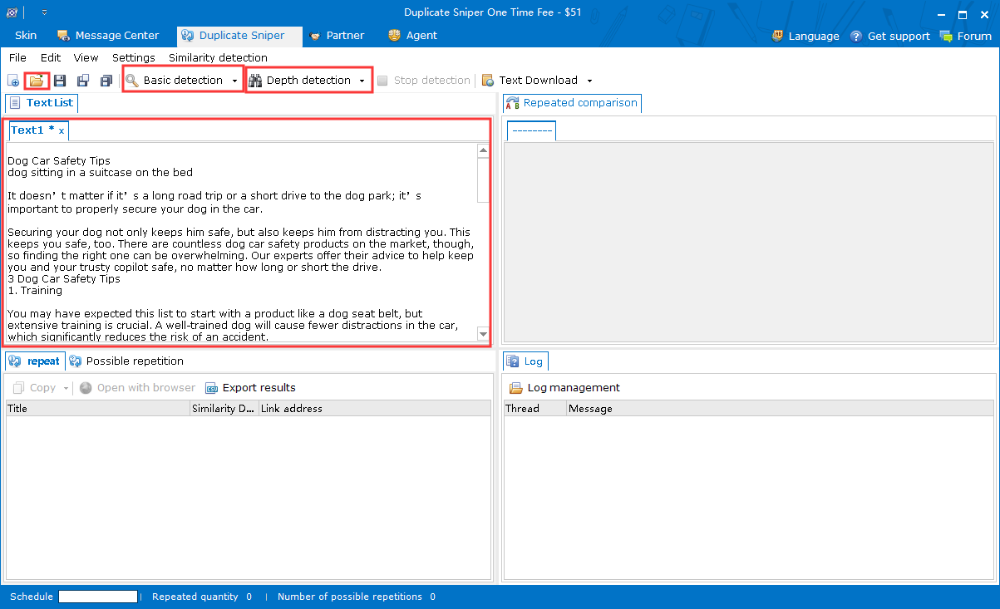 Duplicate Sniper One Time Fee - $51
Skin Message Center Duplicate Sniper Partner Agent Language Get support Forum
File Edit View Settings Similarity detection
Basic detection Depth detection Stop detection Text Download
Text List
Repeated comparison
Text1 * x
--------
Dog Car Safety Tips
dog sitting in a suitcase on the bed
It doesn’t matter if it’s a long road trip or a short drive to the dog park; it’s
important to properly secure your dog in the car.
Securing your dog not only keeps him safe, but also keeps him from distracting you. This
keeps you safe, too. There are countless dog car safety products on the market, though,
so finding the right one can be overwhelming. Our experts offer their advice to help keep
you and your trusty copilot safe, no matter how long or short the drive.
3 Dog Car Safety Tips
1. Training
You may have expected this list to start with a product like a dog seat belt, but
extensive training is crucial. A well-trained dog will cause fewer distractions in the car,
which significantly reduces the risk of an accident.
repeat Possible repetition
Log
Copy Open with browser Export results
Log management
Title Similarity D... Link address
Thread Message
Schedule | Repeated quantity 0 | Number of possible repetitions 0